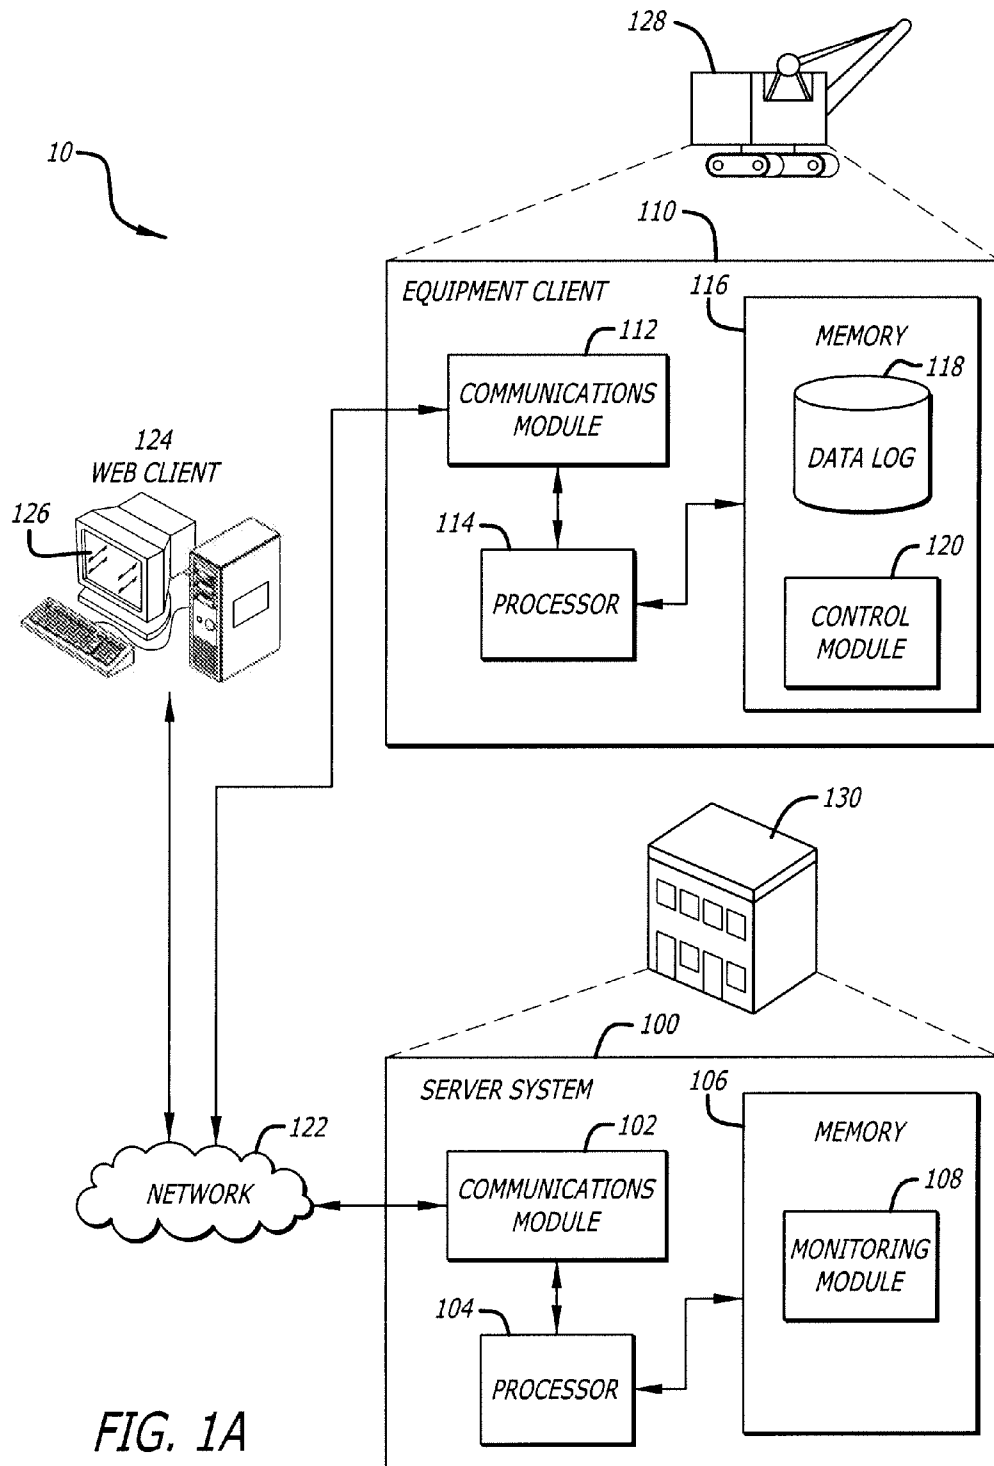 128
10
110
EQUIPMENT CLIENT
116
MEMORY
112
118
COMMUNICATIONS
MODULE
DATA LOG
124
WEB CLIENT
126
114
PROCESSOR
120
CONTROL
MODULE
130
100
SERVER SYSTEM
106
MEMORY
122
NETWORK
102
COMMUNICATIONS
MODULE
108
MONITORING
MODULE
104
PROCESSOR
FIG. 1A